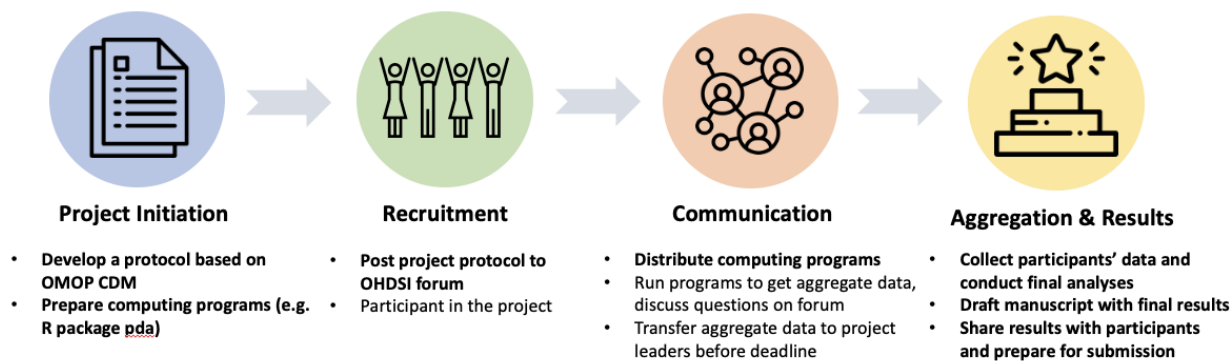 Project Initiation
• Develop a protocol based on
OMOP CDM
• Prepare computing programs (e.g.
R package pda)
Recruitment
• Post project protocol to
OHDSI forum
• Participant in the project
Communication
• Distribute computing programs
• Run programs to get aggregate data,
discuss questions on forum
• Transfer aggregate data to project
leaders before deadline
Aggregation & Results
• Collect participants’ data and
conduct final analyses
• Draft manuscript with final results
• Share results with participants
and prepare for submission